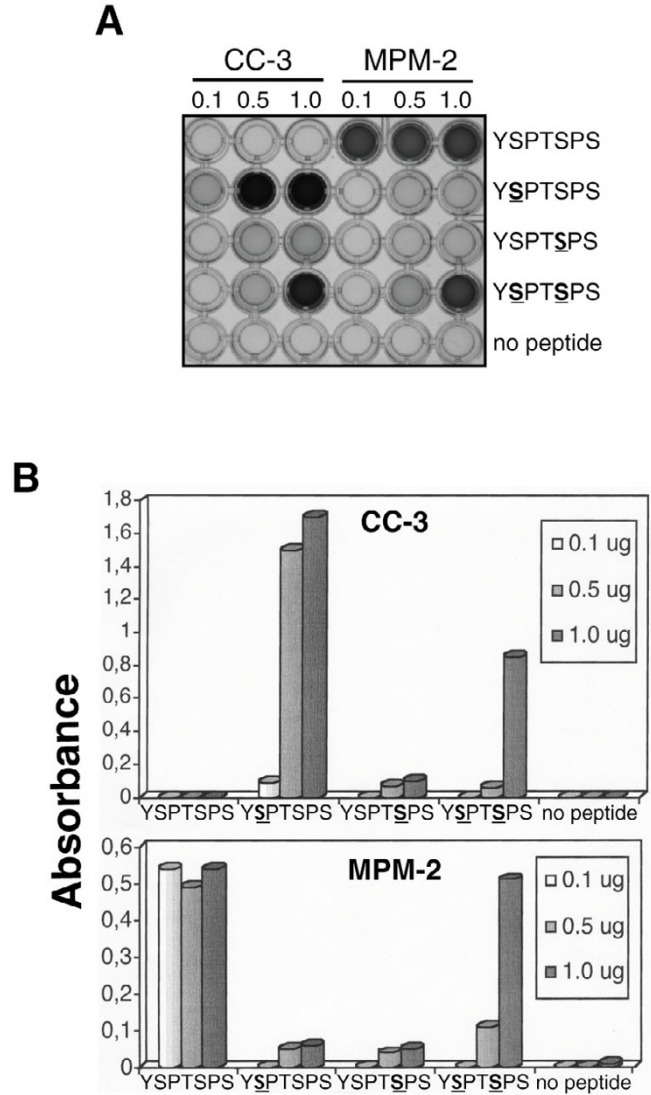 A
CC-3 MPM-2
0.1 0.5 1.0 0.1 0.5 1.0
YSPTSPS
YSPTSPS
YSPTSPS
YSPTSPS
no peptide
B
Absorbance
1,8
1,6
1,4
1,2
1
0,8
0,6
0,4
0,2
0
CC-3
0.1 ug
0.5 ug
1.0 ug
YSPTSPS YSPTSPS YSPTSPS YSPTSPS no peptide
0,6
0,5
0,4
0,3
0,2
0,1
0
MPM-2
0.1 ug
0.5 ug
1.0 ug
YSPTSPS YSPTSPS YSPTSPS YSPTSPS no peptide